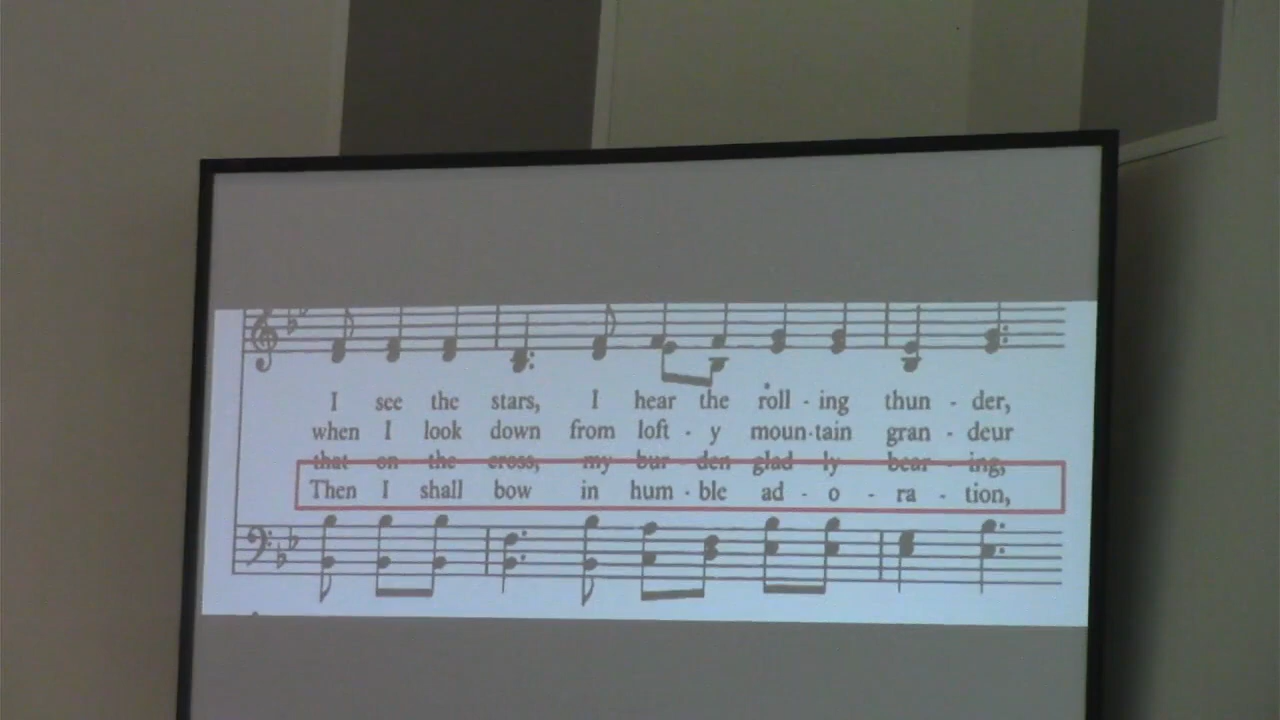 I see the stars, I hear the roll - ing thun - der,
when I look down from loft - y moun - tain gran - deur
that on the cross, my bur - den glad - ly bear - ing,
Then I shall bow in hum - ble ad - o - ra - tion,